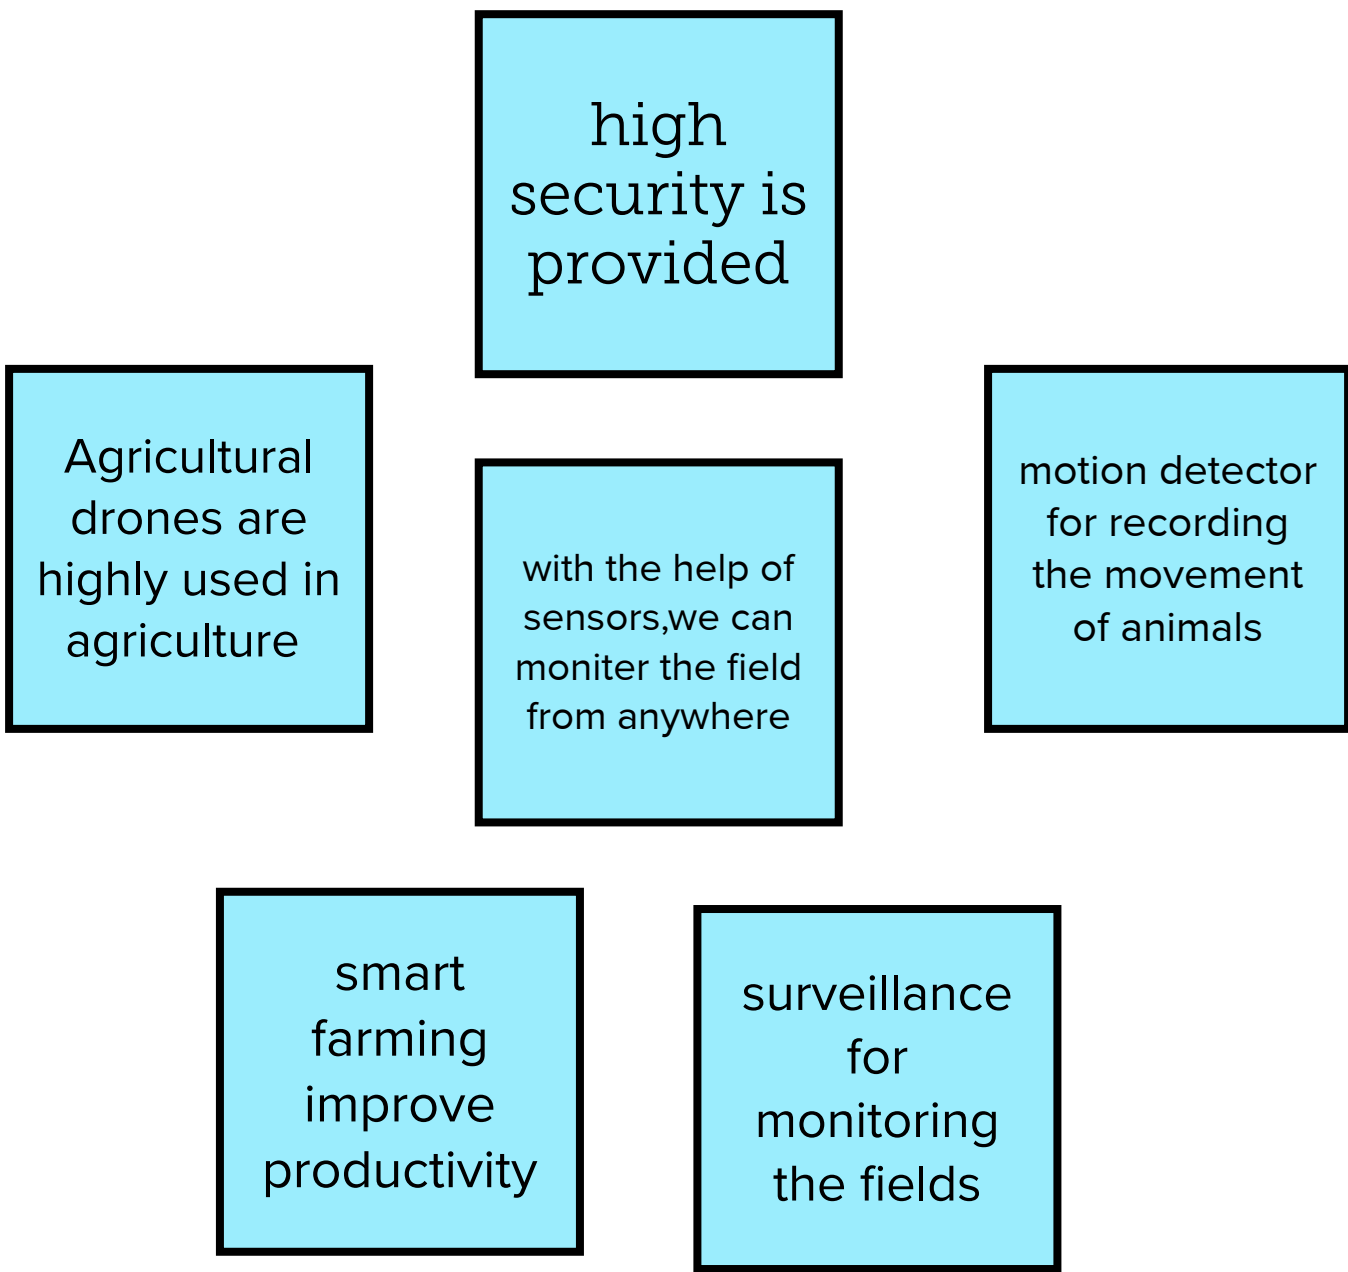 high
security is
provided
Agricultural
drones are
highly used in
agriculture
with the help of
sensors,we can
moniter the field
from anywhere
motion detector
for recording
the movement
of animals
smart
farming
improve
productivity
surveillance
for
monitoring
the fields